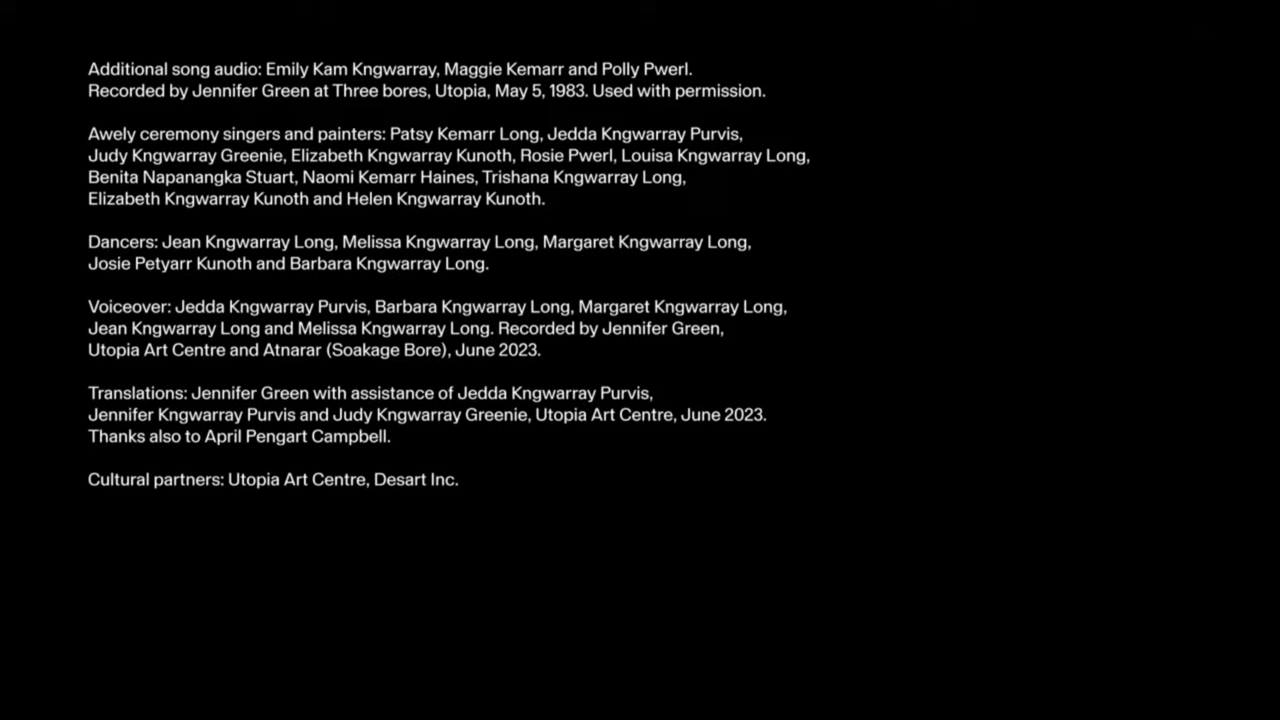 Additional song audio: Emily Kam Kngwarray, Maggie Kemarr and Polly Pwerl.
Recorded by Jennifer Green at Three bores, Utopia, May 5, 1983. Used with permission.
Awely ceremony singers and painters: Patsy Kemarr Long, Jedda Kngwarray Purvis,
Judy Kngwarray Greenie, Elizabeth Kngwarray Kunoth, Rosie Pwerl, Louisa Kngwarray Long,
Benita Napanangka Stuart, Naomi Kemarr Haines, Trishana Kngwarray Long,
Elizabeth Kngwarray Kunoth and Helen Kngwarray Kunoth.
Dancers: Jean Kngwarray Long, Melissa Kngwarray Long, Margaret Kngwarray Long,
Josie Petyarr Kunoth and Barbara Kngwarray Long.
Voiceover: Jedda Kngwarray Purvis, Barbara Kngwarray Long, Margaret Kngwarray Long,
Jean Kngwarray Long and Melissa Kngwarray Long. Recorded by Jennifer Green,
Utopia Art Centre and Atnarar (Soakage Bore), June 2023.
Translations: Jennifer Green with assistance of Jedda Kngwarray Purvis,
Jennifer Kngwarray Purvis and Judy Kngwarray Greenie, Utopia Art Centre, June 2023.
Thanks also to April Pengart Campbell.
Cultural partners: Utopia Art Centre, Desart Inc.